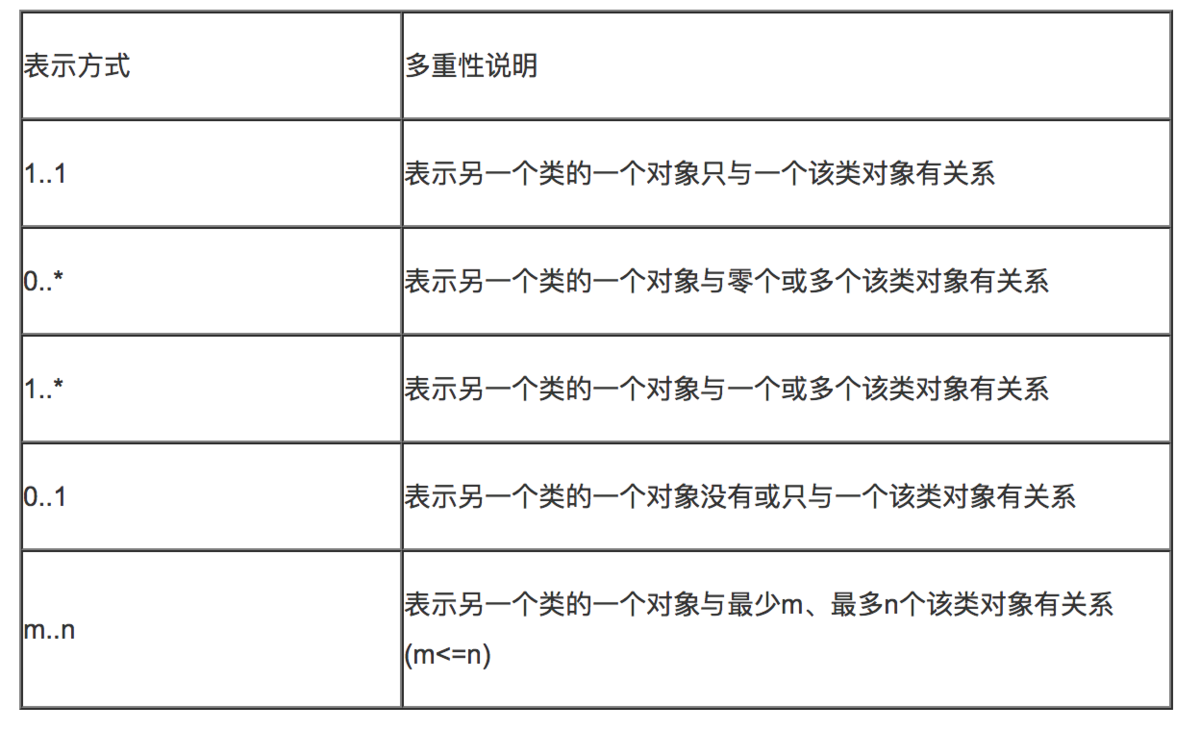 表示方式
多重性说明
1..1
表示另一个类的一个对象只与一个该类对象有关系
0..*
表示另一个类的一个对象与零个或多个该类对象有关系
1..*
表示另一个类的一个对象与一个或多个该类对象有关系
0..1
表示另一个类的一个对象没有或只与一个该类对象有关系
m..n
表示另一个类的一个对象与最少m、最多n个该类对象有关系
(m<=n)